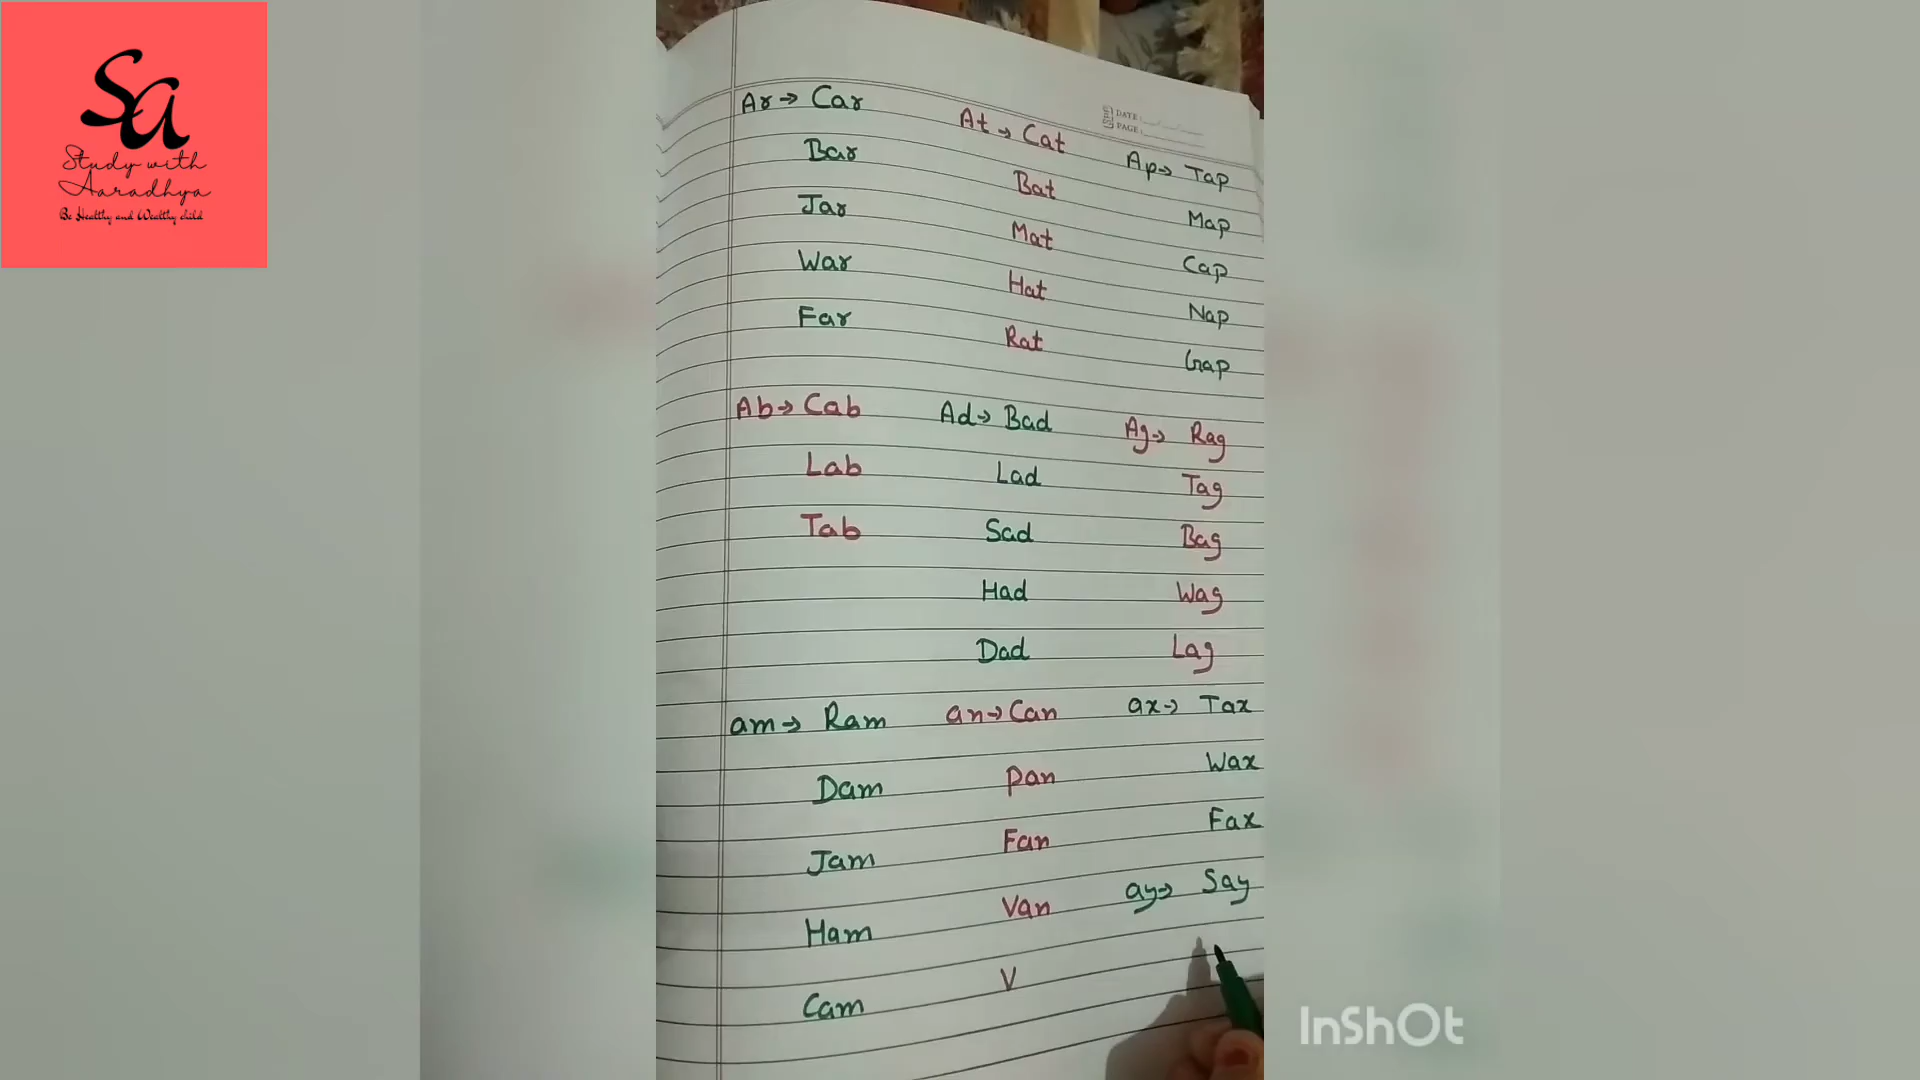 Sa
Study with
Aaradhya
Be Healthy and Wealthy child
DATE:
PAGE:
Ar → Car
Bar
Jar
War
Far
At → Cat
Bat
Mat
Hat
Rat
Ap → Tap
Map
Cap
Nap
Gap
Ab → Cab
Lab
Tab
Ad → Bad
Lad
Sad
Had
Dad
Ag → Rag
Tag
Bag
Wag
Lag
am → Ram
Dam
Jam
Ham
Cam
an → Can
Pan
Fan
Van
V
ax → Tax
Wax
Fax
ay → Say
InShOt